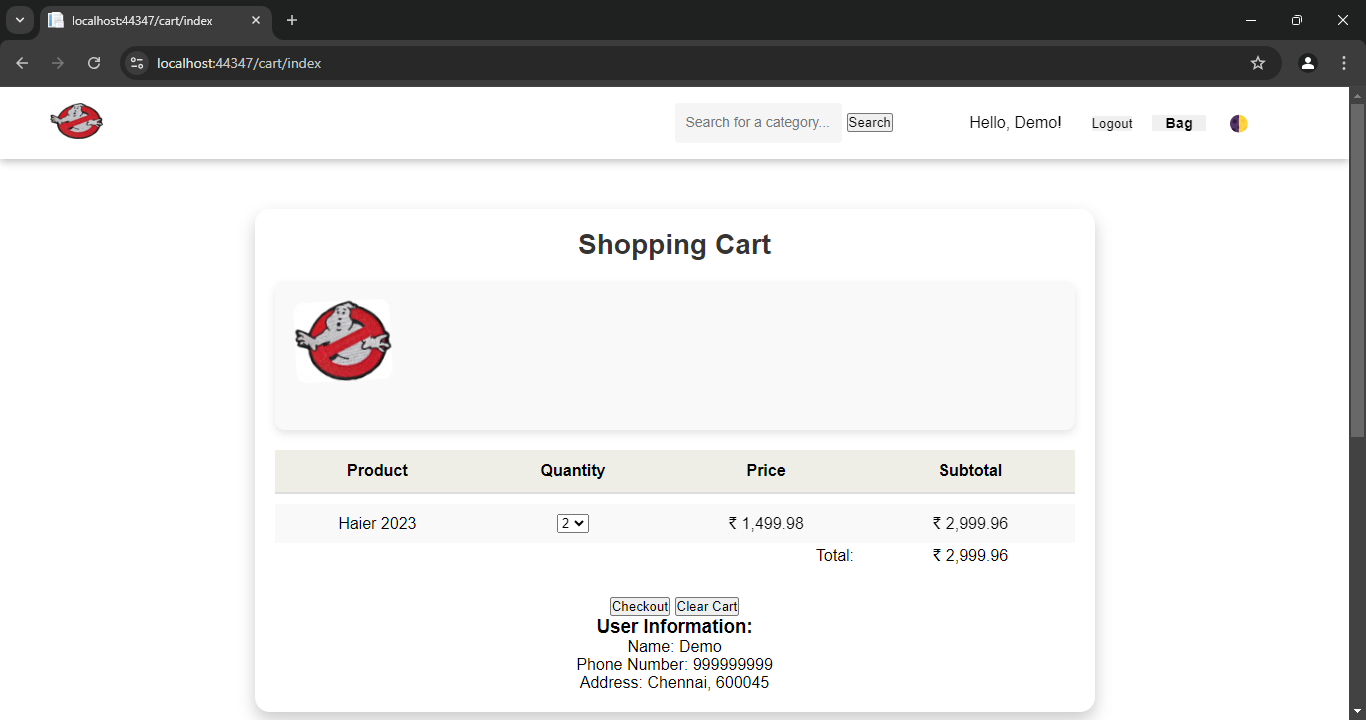 localhost:44347/cart/index
localhost:44347/cart/index
Search for a category... Search Hello, Demo! Logout Bag
Shopping Cart
Product Quantity Price Subtotal
Haier 2023 2 ₹ 1,499.98 ₹ 2,999.96
Total: ₹ 2,999.96
Checkout Clear Cart
User Information:
Name: Demo
Phone Number: 999999999
Address: Chennai, 600045